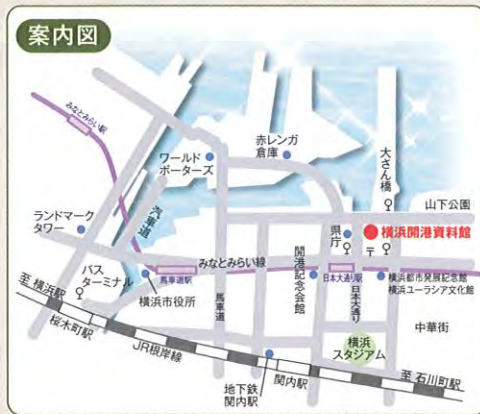 案内図
みなとみらい駅
ワールド
ポーターズ
赤レンガ
倉庫
大さん橋
山下公園
ランドマーク
タワー
汽車道
県庁
横浜開港資料館
〒
みなとみらい線
開港記念会館
至 横浜駅
バス
ターミナル
馬車道駅
横浜市役所
馬車道
日本大通り駅
日本大通り
横浜都市発展記念館
横浜ユーラシア文化館
中華街
桜木町駅
JR根岸線
横浜
スタジアム
地下鉄
関内駅
関内駅
至 石川町駅